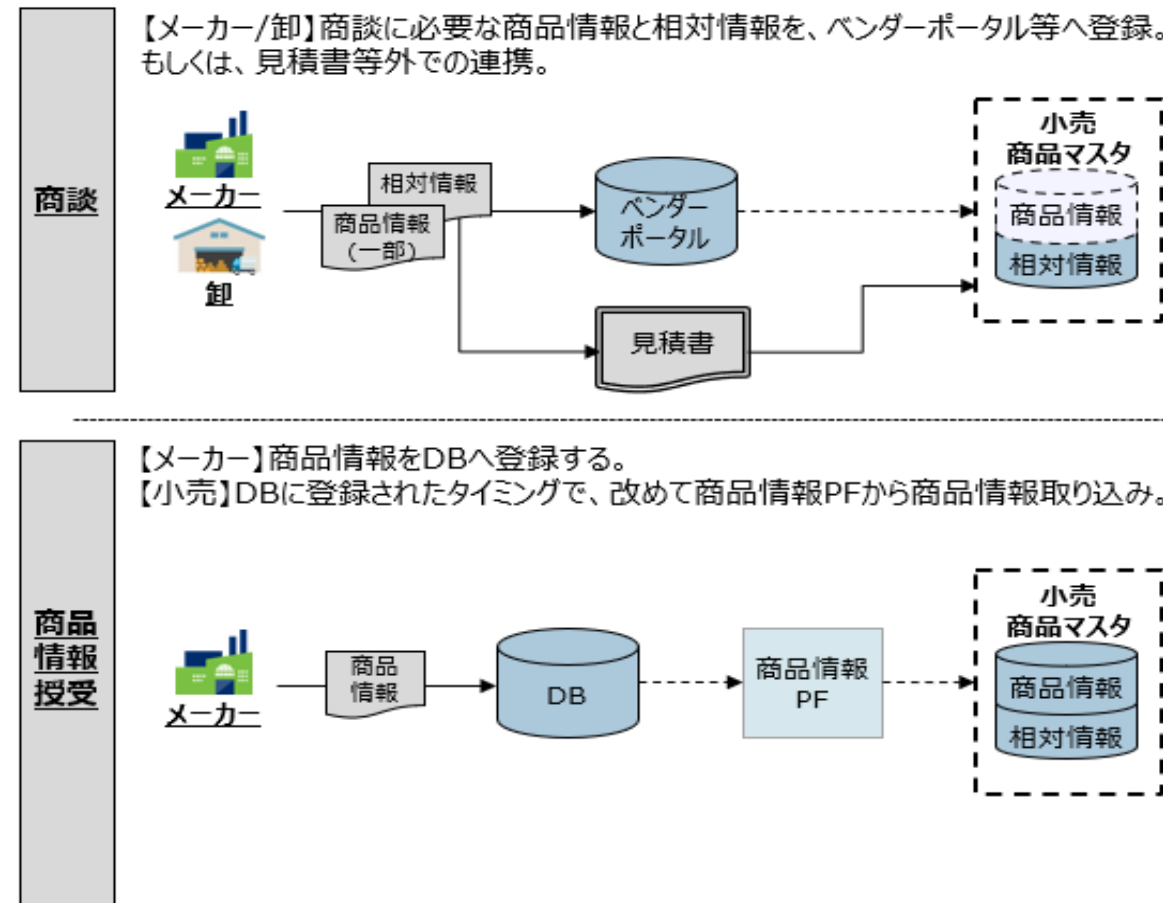 【メーカー/卸】商談に必要な商品情報と相対情報を、ベンダーポータル等へ登録。
もしくは、見積書等外での連携。
商談
メーカー
卸
相対情報
商品情報
(一部)
ベンダー
ポータル
見積書
小売
商品マスタ
商品情報
相対情報
【メーカー】商品情報をDBへ登録する。
【小売】DBに登録されたタイミングで、改めて商品情報PFから商品情報取り込み。
商品
情報
授受
メーカー
商品
情報
DB
商品情報
PF
小売
商品マスタ
商品情報
相対情報